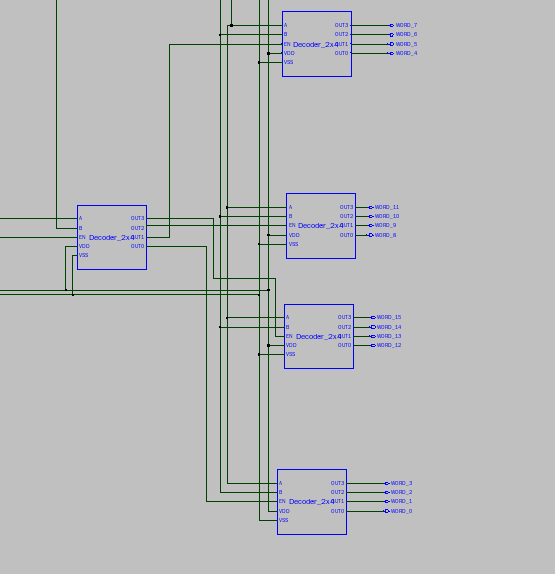 A OUT3 WORD_7
B OUT2 WORD_6
EN Decoder_2x4 OUT1 WORD_5
VDD OUT0 WORD_4
VSS
A OUT3 WORD_11
B OUT2 WORD_10
EN Decoder_2x4 OUT1 WORD_9
VDD OUT0 WORD_8
VSS
A OUT3
B OUT2
EN Decoder_2x4 OUT1
VDD OUT0
VSS
A OUT3 WORD_15
B OUT2 WORD_14
EN Decoder_2x4 OUT1 WORD_13
VDD OUT0 WORD_12
VSS
A OUT3 WORD_3
B OUT2 WORD_2
EN Decoder_2x4 OUT1 WORD_1
VDD OUT0 WORD_0
VSS